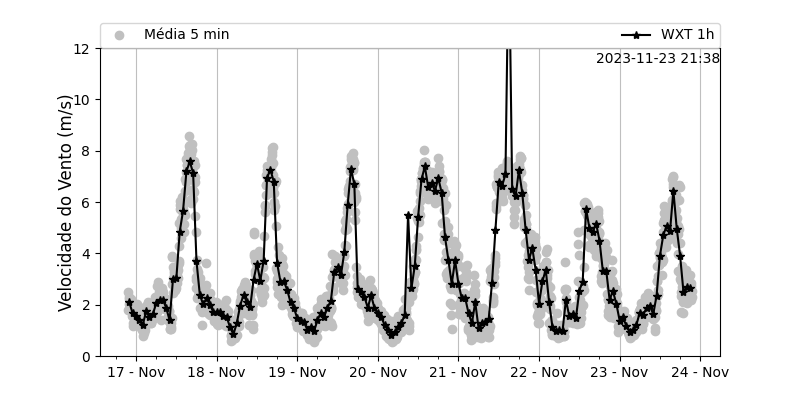 Média 5 min
WXT 1h
2023-11-23 21:38
Velocidade do Vento (m/s)
12
10
8
6
4
2
0
17 - Nov
18 - Nov
19 - Nov
20 - Nov
21 - Nov
22 - Nov
23 - Nov
24 - Nov